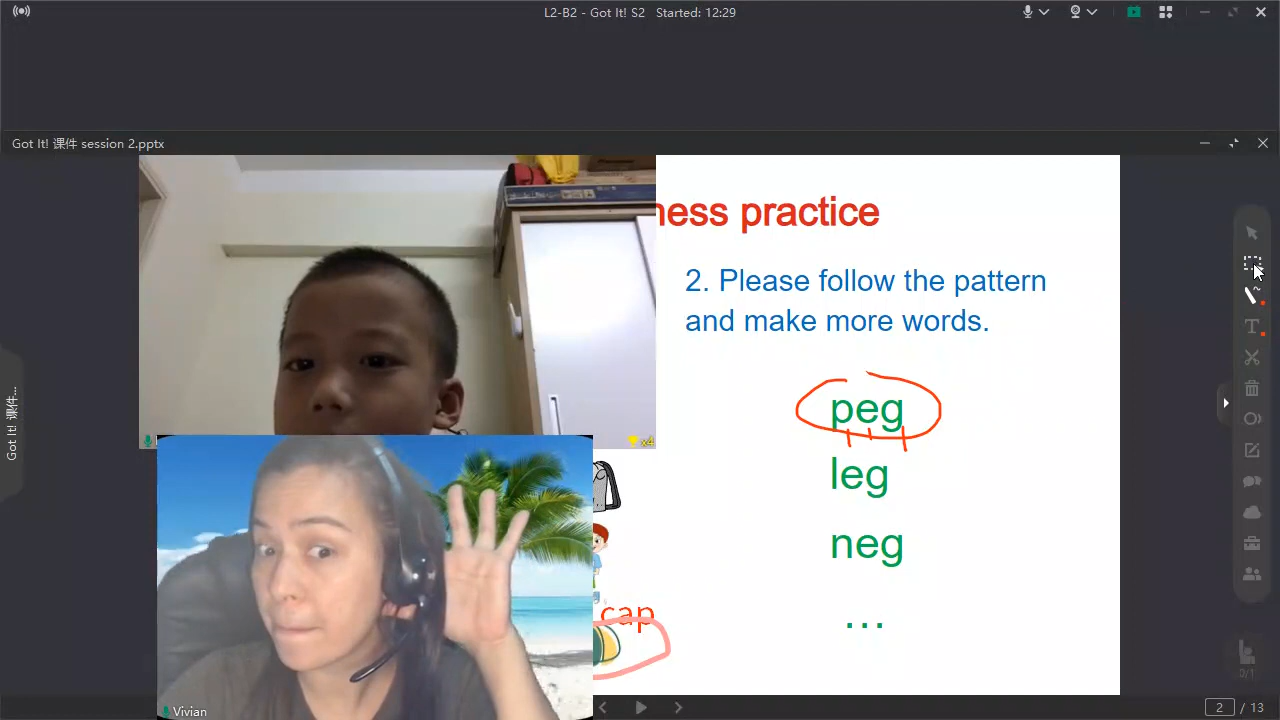 L2-B2 - Got It! S2 Started: 12:29
Got It! 课件 session 2.pptx
ness practice
2. Please follow the pattern
and make more words.
peg
leg
neg
...
cap
x4
Vivian
Got It! 课件...
2 / 13
0/1